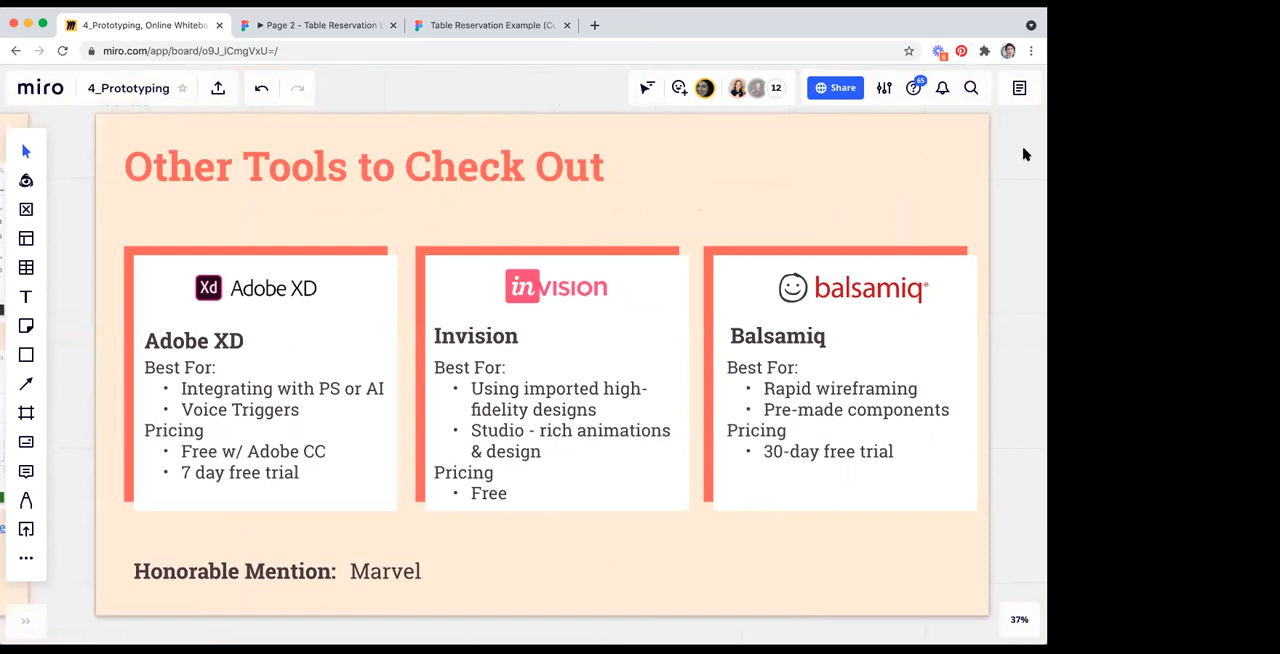 4_Prototyping, Online Whitebo
Page 2 - Table Reservation
Table Reservation Example (C
miro.com/app/board/o9J_lCmgVxU=/
miro
4_Prototyping
12
Share
65
Other Tools to Check Out
Xd Adobe XD
Adobe XD
Best For:
• Integrating with PS or AI
• Voice Triggers
Pricing
• Free w/ Adobe CC
• 7 day free trial
inVISION
Invision
Best For:
• Using imported high-
fidelity designs
• Studio - rich animations
& design
Pricing
• Free
balsamiq®
Balsamiq
Best For:
• Rapid wireframing
• Pre-made components
Pricing
• 30-day free trial
Honorable Mention: Marvel
37%